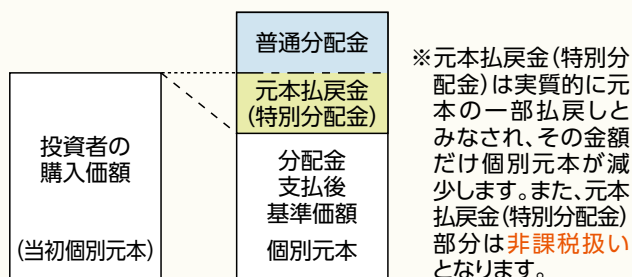 普通分配金
元本払戻金
(特別分配金)
投資者の
購入価額
(当初個別元本)
分配金
支払後
基準価額
個別元本
※元本払戻金(特別分
配金)は実質的に元
本の一部払戻しと
みなされ、その金額
だけ個別元本が減
少します。また、元本
払戻金(特別分配金)
部分は非課税扱い
となります。